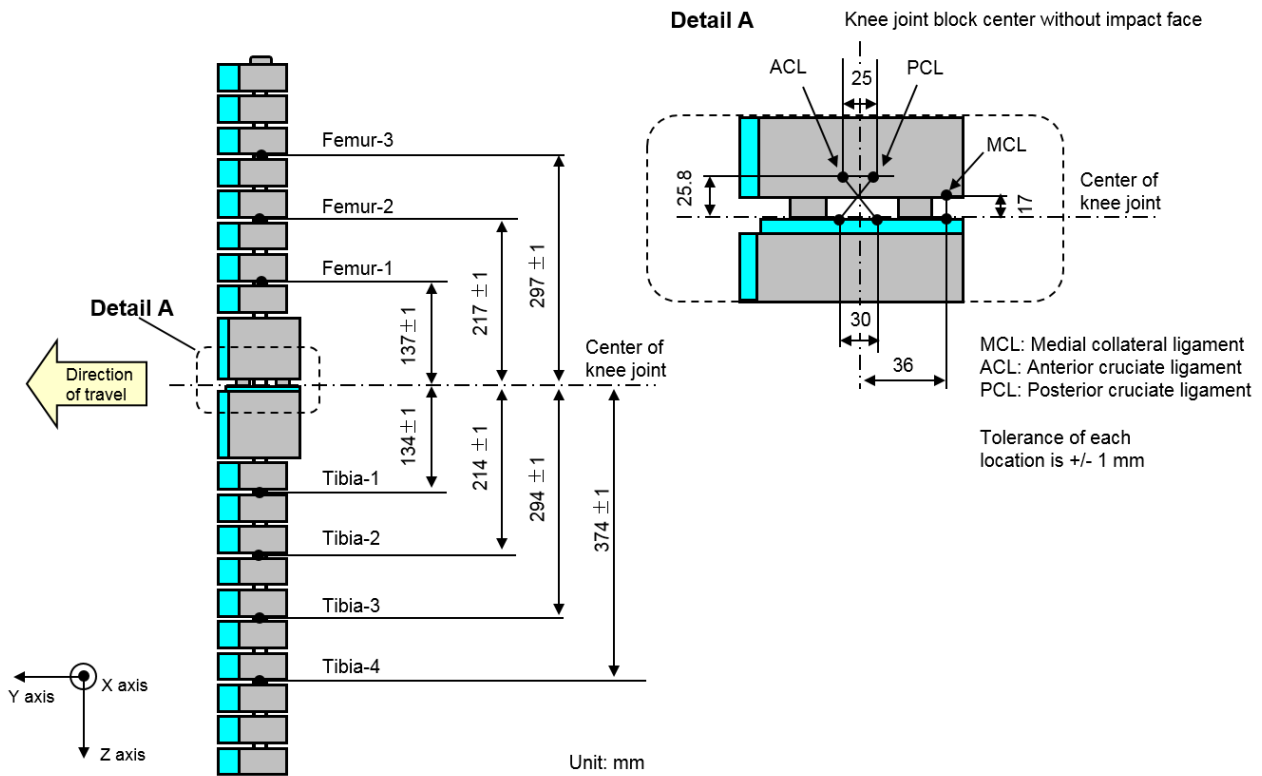 Detail A
Knee joint block center without impact face
ACL
25
PCL
MCL
25.8
17
Center of
knee joint
30
36
MCL: Medial collateral ligament
ACL: Anterior cruciate ligament
PCL: Posterior cruciate ligament
Tolerance of each
location is +/- 1 mm
Femur-3
Femur-2
Femur-1
137±1
217 ±1
297 ±1
Detail A
Direction
of travel
Center of
knee joint
134±1
214 ±1
294 ±1
374 ±1
Tibia-1
Tibia-2
Tibia-3
Tibia-4
Y axis
X axis
Z axis
Unit: mm